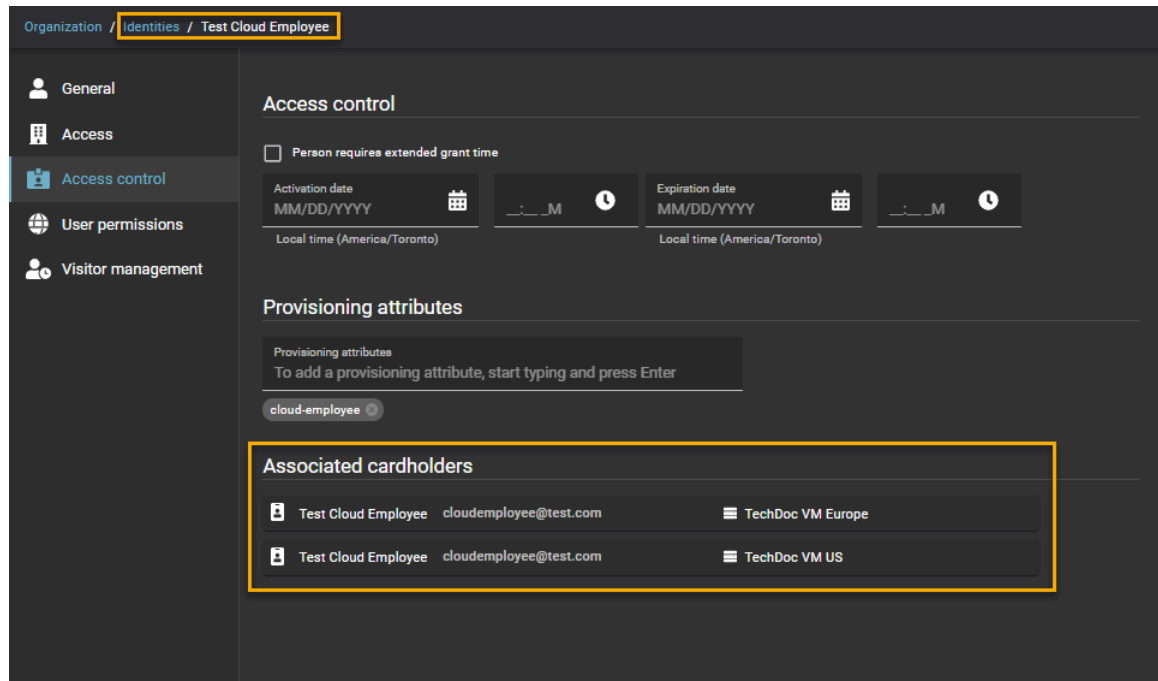 Organization / Identities / Test Cloud Employee
General
Access
Access control
User permissions
Visitor management
Access control
Person requires extended grant time
Activation date
MM/DD/YYYY
__:__ _M
Expiration date
MM/DD/YYYY
__:__ _M
Local time (America/Toronto)
Local time (America/Toronto)
Provisioning attributes
Provisioning attributes
To add a provisioning attribute, start typing and press Enter
cloud-employee
Associated cardholders
Test Cloud Employee cloudemployee@test.com TechDoc VM Europe
Test Cloud Employee cloudemployee@test.com TechDoc VM US